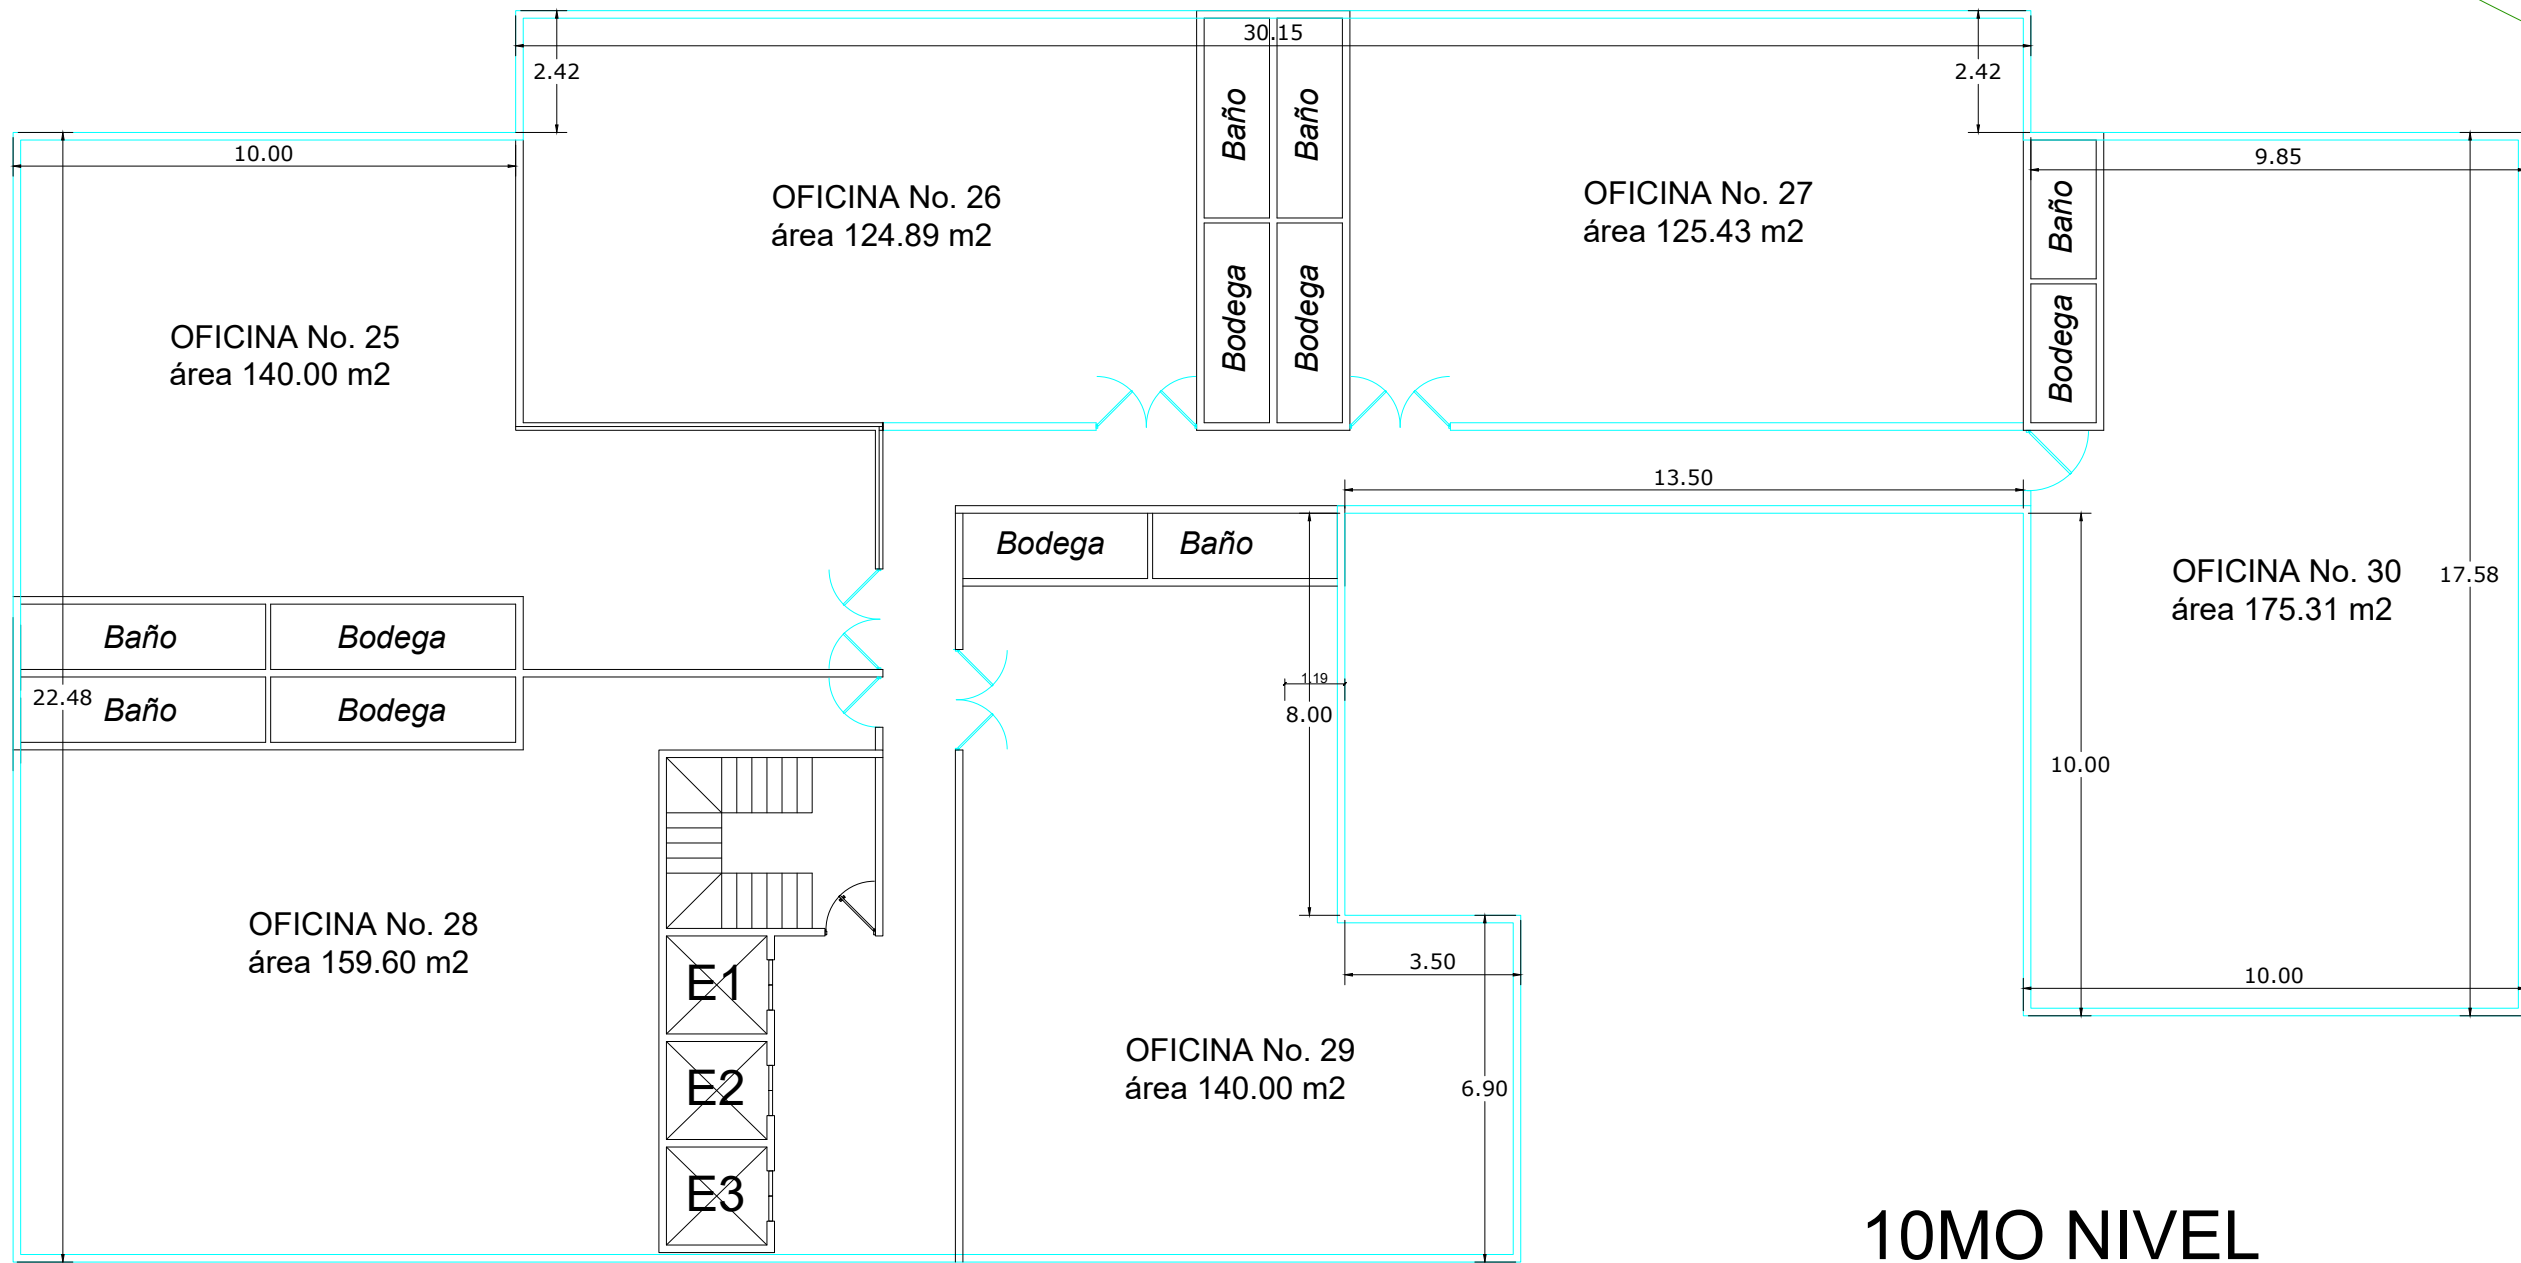 30.15
2.42
2.42
10.00
9.85
Baño
Baño
OFICINA No. 26
área 124.89 m2
OFICINA No. 27
área 125.43 m2
Baño
Bodega
Bodega
Bodega
OFICINA No. 25
área 140.00 m2
13.50
Bodega
Baño
OFICINA No. 30
área 175.31 m2
17.58
Baño
Bodega
22.48
Baño
Bodega
1.19
8.00
10.00
OFICINA No. 28
área 159.60 m2
E1
3.50
10.00
OFICINA No. 29
área 140.00 m2
E2
6.90
E3
10MO NIVEL